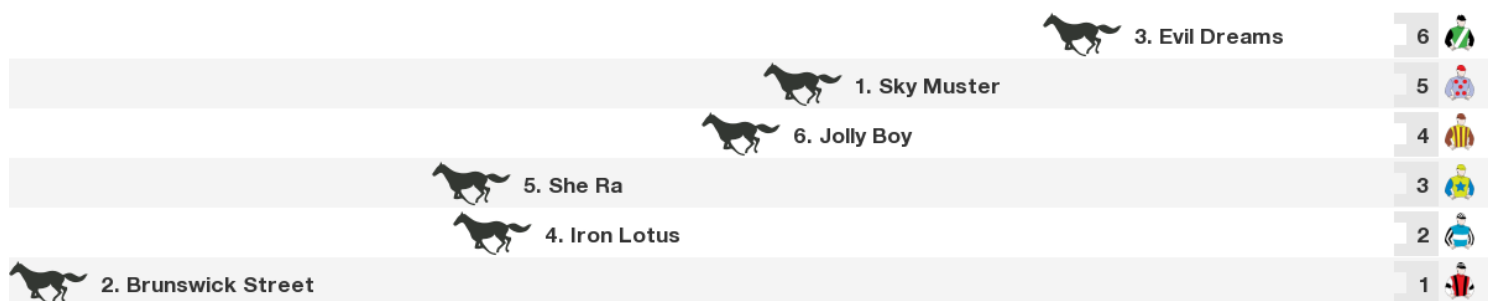 3. Evil Dreams 6
1. Sky Muster 5
6. Jolly Boy 4
5. She Ra 3
4. Iron Lotus 2
2. Brunswick Street 1